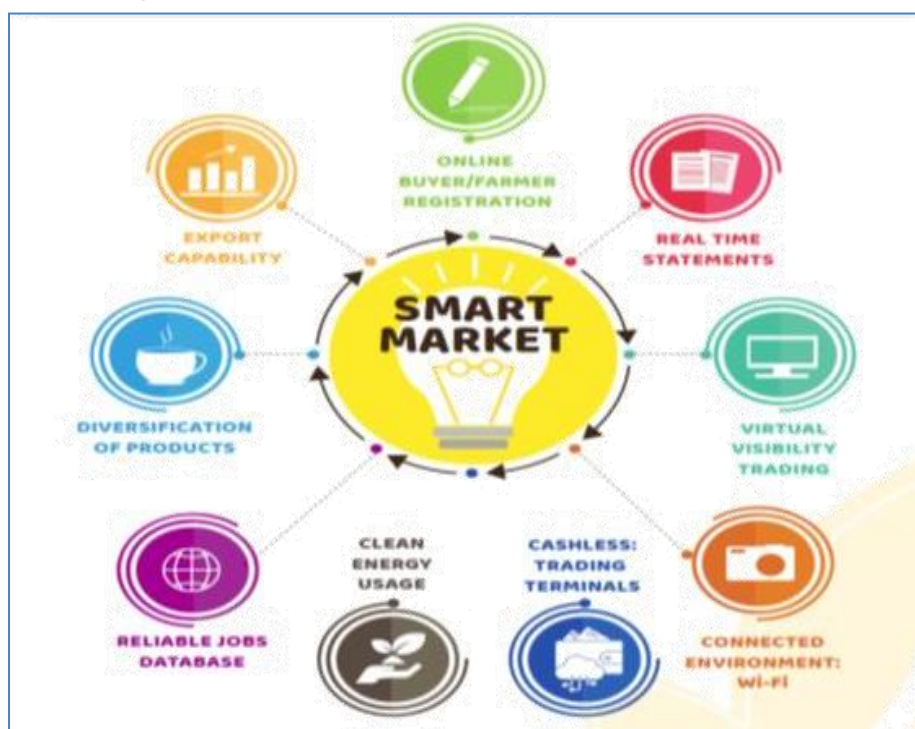 ONLINE
BUYER/FARMER
REGISTRATION
EXPORT
CAPABILITY
REAL TIME
STATEMENTS
SMART
MARKET
DIVERSIFICATION
OF PRODUCTS
VIRTUAL
VISIBILITY
TRADING
CLEAN
ENERGY
USAGE
CASHLESS:
TRADING
TERMINALS
RELIABLE JOBS
DATABASE
CONNECTED
ENVIRONMENT:
Wi-Fi